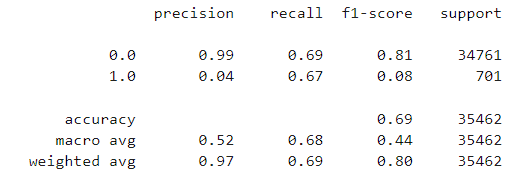 precision recall f1-score support
0.0 0.99 0.69 0.81 34761
1.0 0.04 0.67 0.08 701
accuracy 0.69 35462
macro avg 0.52 0.68 0.44 35462
weighted avg 0.97 0.69 0.80 35462